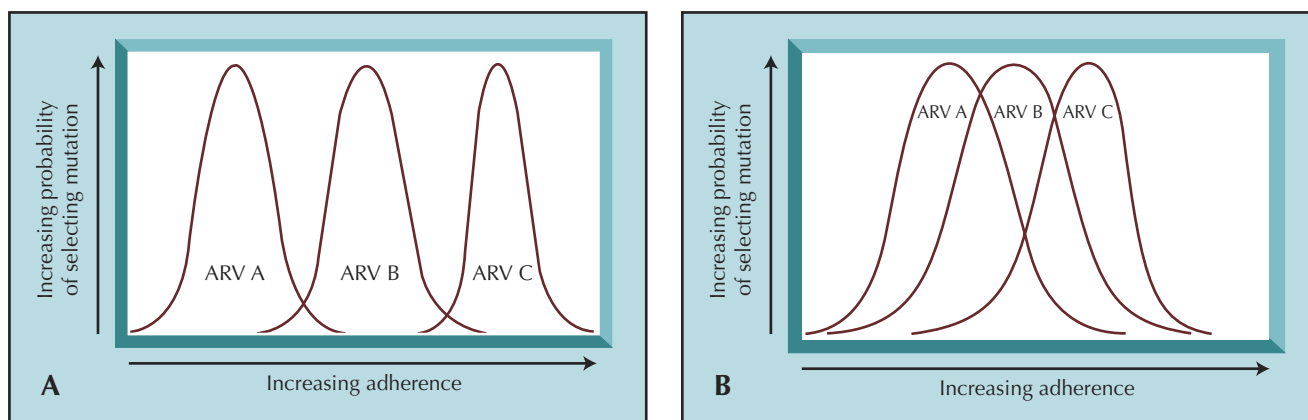 Increasing probability
of selecting mutation
ARV A
ARV B
ARV C
A
Increasing adherence
Increasing probability
of selecting mutation
ARV A
ARV B
ARV C
B
Increasing adherence